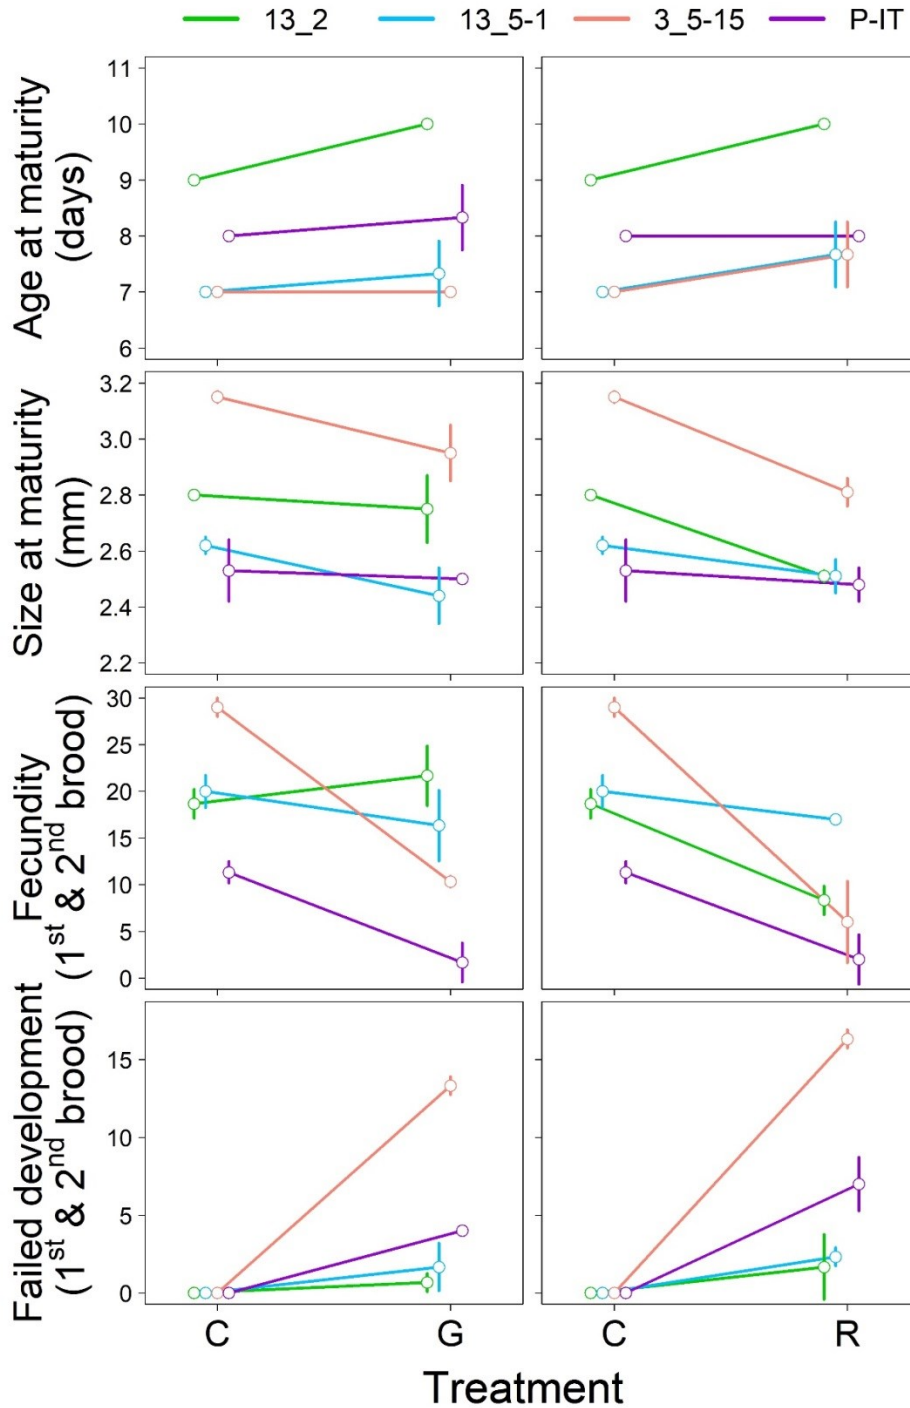 13_2 13_5-1 3_5-15 P-IT
Age at maturity
(days)
11
10
9
8
7
6
Size at maturity
(mm)
3.2
3.0
2.8
2.6
2.4
2.2
Fecundity
(1st & 2nd brood)
30
25
20
15
10
5
0
Failed development
(1st & 2nd brood)
15
10
5
0
C G C R
Treatment